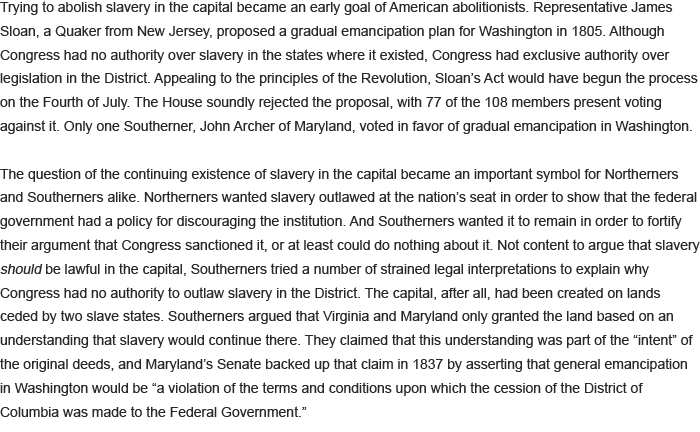 Trying to abolish slavery in the capital became an early goal of American abolitionists. Representative James
Sloan, a Quaker from New Jersey, proposed a gradual emancipation plan for Washington in 1805. Although
Congress had no authority over slavery in the states where it existed, Congress had exclusive authority over
legislation in the District. Appealing to the principles of the Revolution, Sloan’s Act would have begun the process
on the Fourth of July. The House soundly rejected the proposal, with 77 of the 108 members present voting
against it. Only one Southerner, John Archer of Maryland, voted in favor of gradual emancipation in Washington.
The question of the continuing existence of slavery in the capital became an important symbol for Northerners
and Southerners alike. Northerners wanted slavery outlawed at the nation’s seat in order to show that the federal
government had a policy for discouraging the institution. And Southerners wanted it to remain in order to fortify
their argument that Congress sanctioned it, or at least could do nothing about it. Not content to argue that slavery
should be lawful in the capital, Southerners tried a number of strained legal interpretations to explain why
Congress had no authority to outlaw slavery in the District. The capital, after all, had been created on lands
ceded by two slave states. Southerners argued that Virginia and Maryland only granted the land based on an
understanding that slavery would continue there. They claimed that this understanding was part of the “intent” of
the original deeds, and Maryland’s Senate backed up that claim in 1837 by asserting that general emancipation
in Washington would be “a violation of the terms and conditions upon which the cession of the District of
Columbia was made to the Federal Government.”